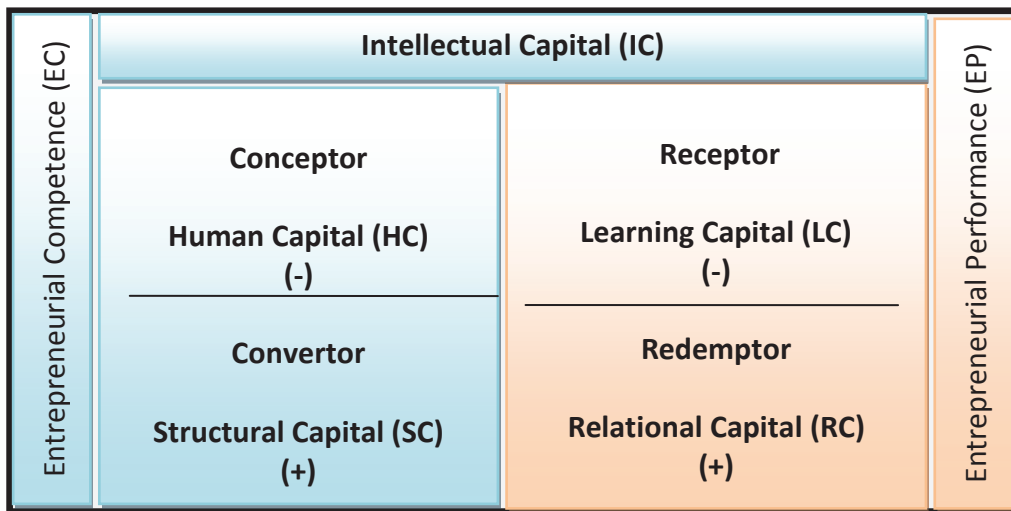 Entrepreneurial Competence (EC)
Intellectual Capital (IC)
Conceptor
Human Capital (HC)
(-)
Convertor
Structural Capital (SC)
(+)
Receptor
Learning Capital (LC)
(-)
Redemptor
Relational Capital (RC)
(+)
Entrepreneurial Performance (EP)